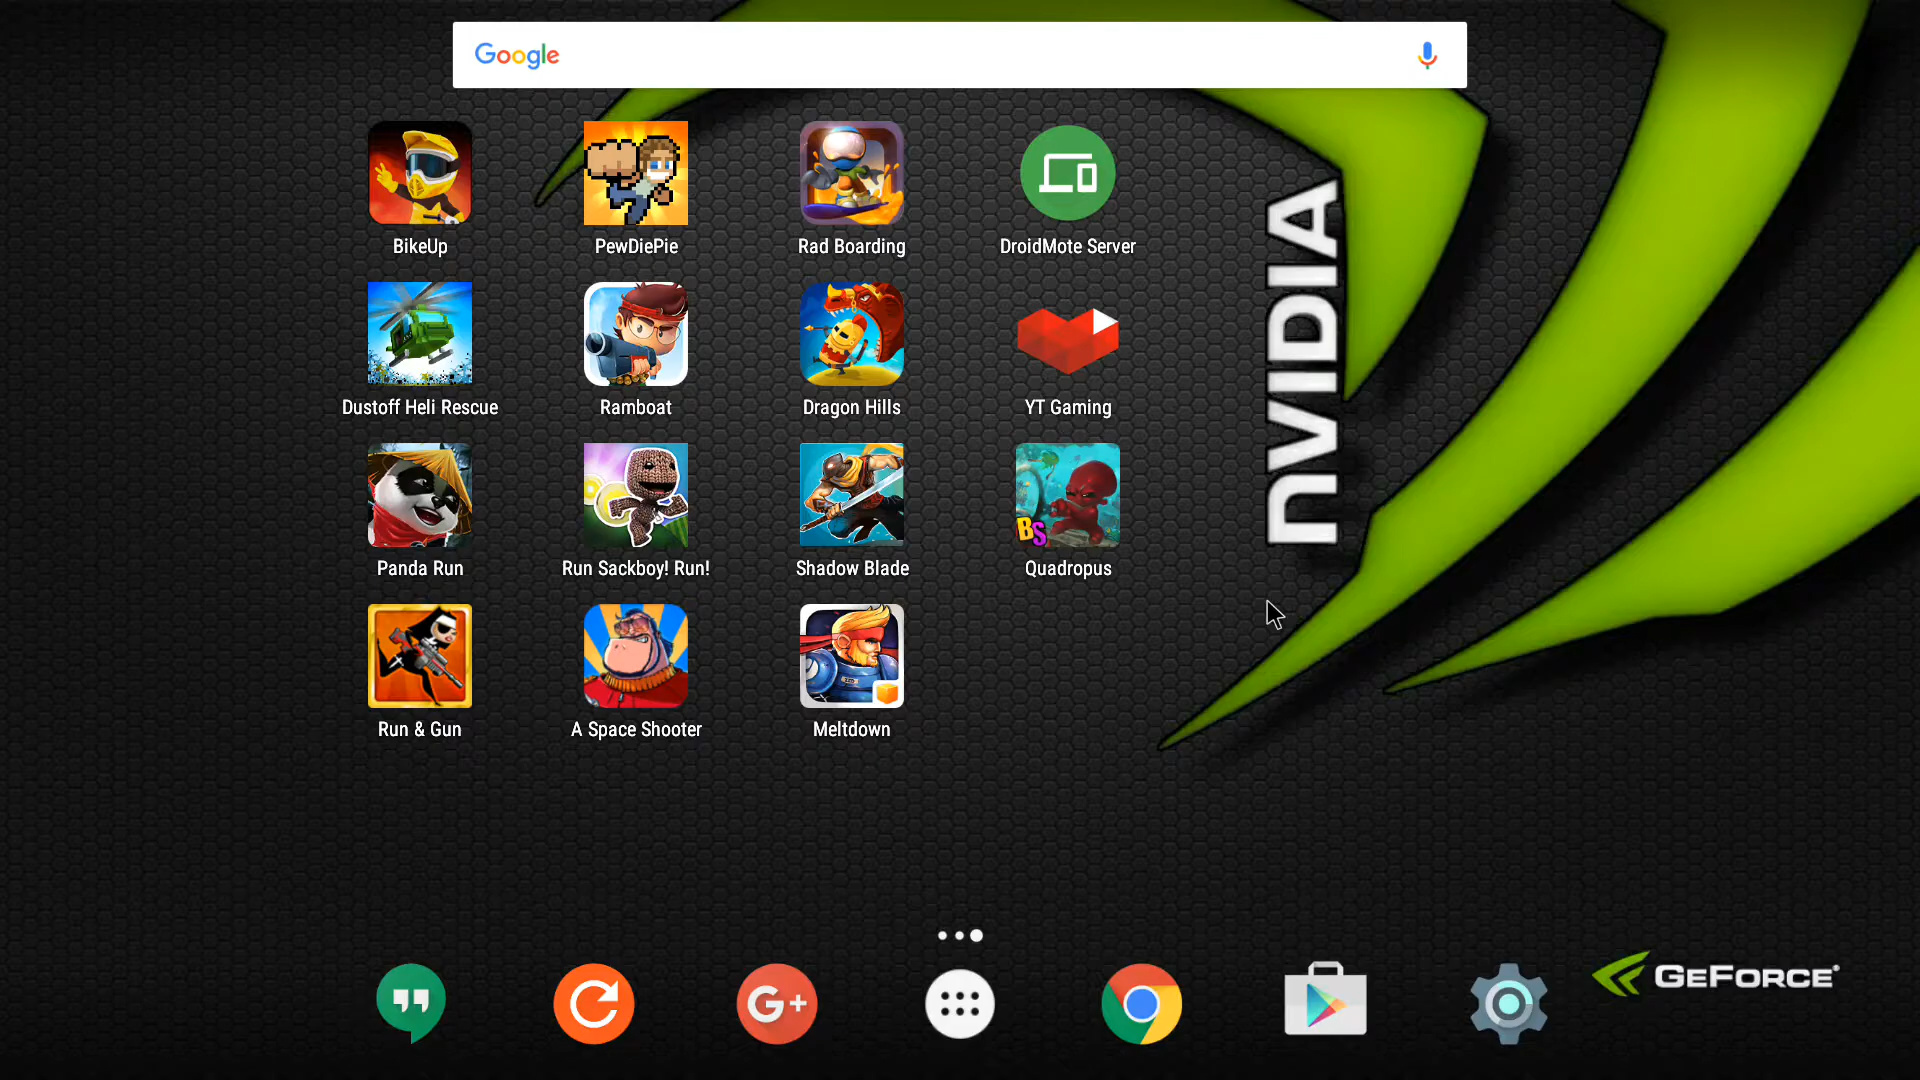 Google
BikeUp
PewDiePie
Rad Boarding
DroidMote Server
Dustoff Heli Rescue
Ramboat
Dragon Hills
YT Gaming
NVIDIA
Panda Run
Run Sackboy! Run!
Shadow Blade
BS
Quadropus
Run & Gun
A Space Shooter
Meltdown
G+
GEFORCE®